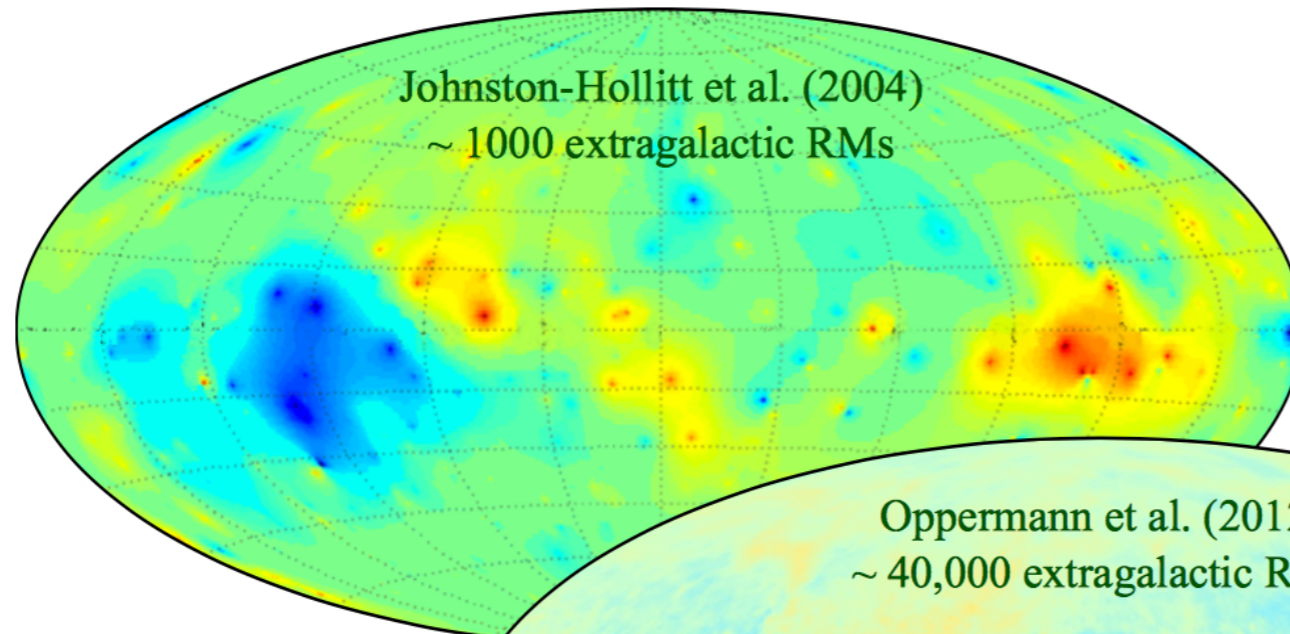 Johnston-Hollitt et al. (2004)
~ 1000 extragalactic RMs
Oppermann et al. (201
~ 40,000 extragalactic R